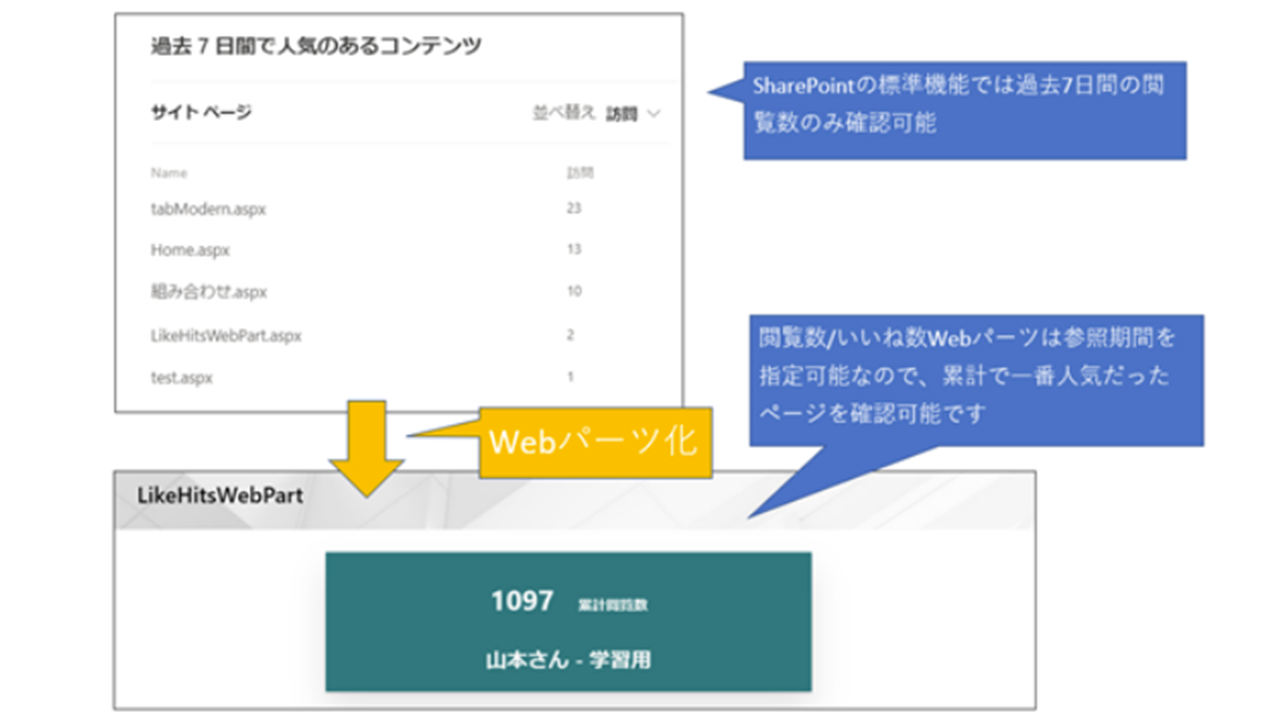 過去 7 日間で人気のあるコンテンツ
サイト ページ
並べ替え 訪問
Name 訪問
tabModern.aspx 23
Home.aspx 13
組み合わせ.aspx 10
LikeHitsWebPart.aspx 2
test.aspx 1
SharePointの標準機能では過去7日間の閲
覧数のみ確認可能
閲覧数/いいね数Webパーツは参照期間を
指定可能なので、累計で一番人気だった
ページを確認可能です
Webパーツ化
LikeHitsWebPart
1097 累計閲覧数
山本さん - 学習用